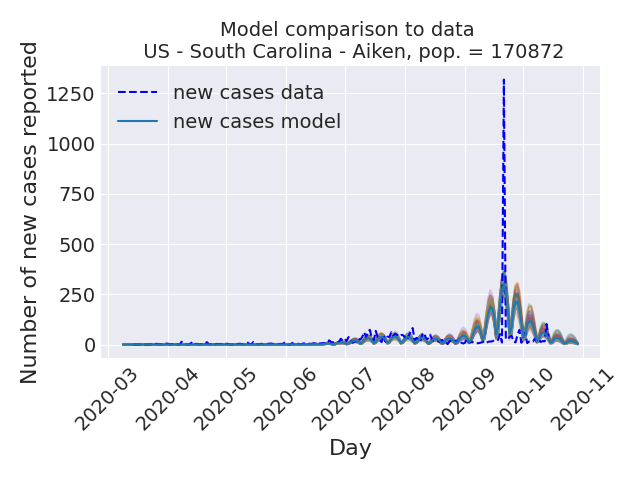 Model comparison to data
US - South Carolina - Aiken, pop. = 170872
Number of new cases reported
1250
1000
750
500
250
0
new cases data
new cases model
2020-03
2020-04
2020-05
2020-06
2020-07
2020-08
2020-09
2020-10
2020-11
Day